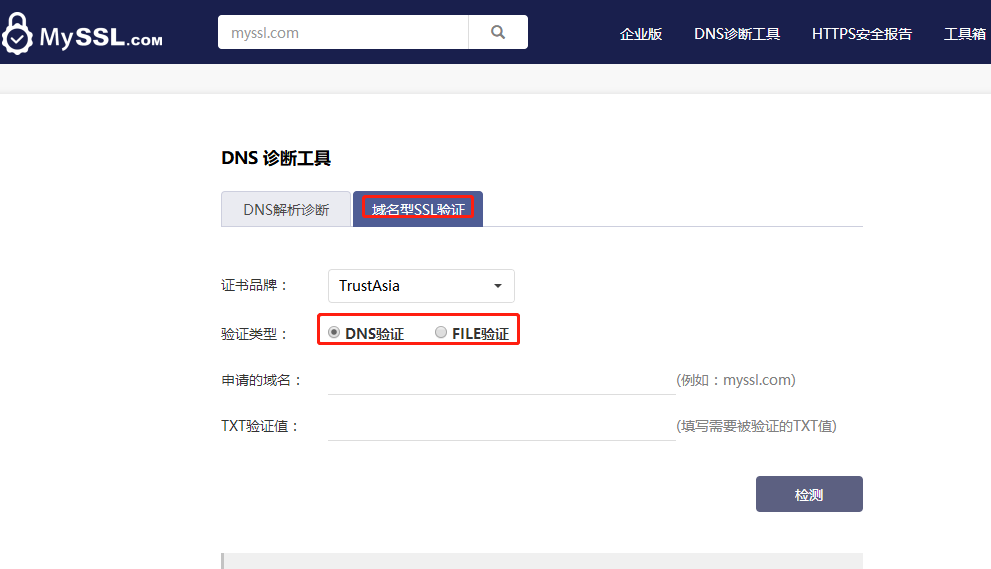 MySSL.COM
myssl.com
企业版 DNS诊断工具 HTTPS安全报告 工具箱
DNS 诊断工具
DNS解析诊断 域名型SSL验证
证书品牌： TrustAsia
验证类型： DNS验证 FILE验证
申请的域名： (例如：myssl.com)
TXT验证值： (填写需要被验证的TXT值)
检测